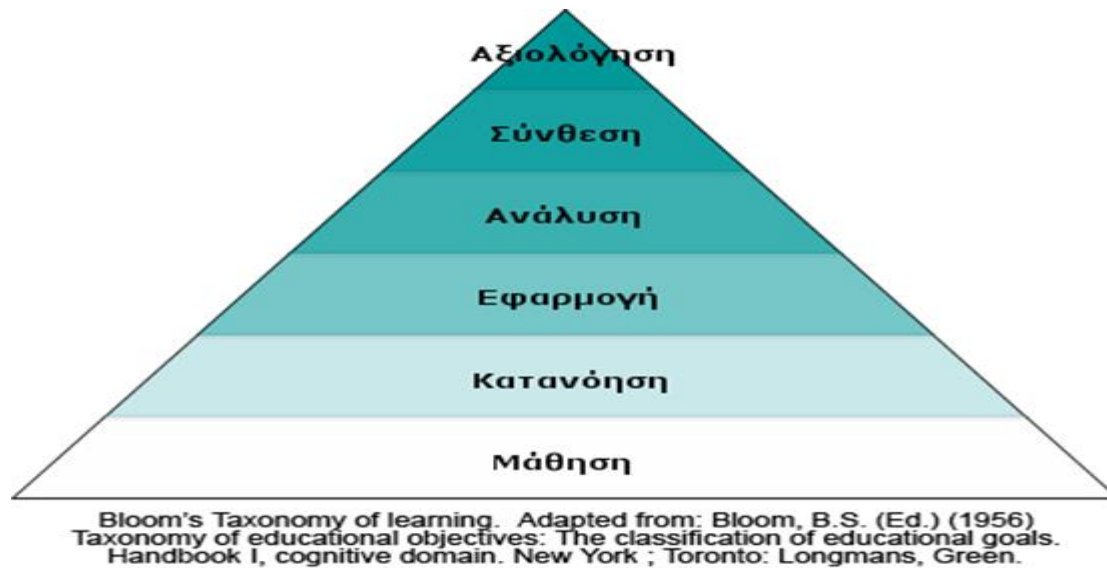 Αξιολόγηση
Σύνθεση
Ανάλυση
Εφαρμογή
Κατανόηση
Μάθηση
Bloom's Taxonomy of learning. Adapted from: Bloom, B.S. (Ed.) (1956)
Taxonomy of educational objectives: The classification of educational goals.
Handbook I, cognitive domain. New York ; Toronto: Longmans, Green.